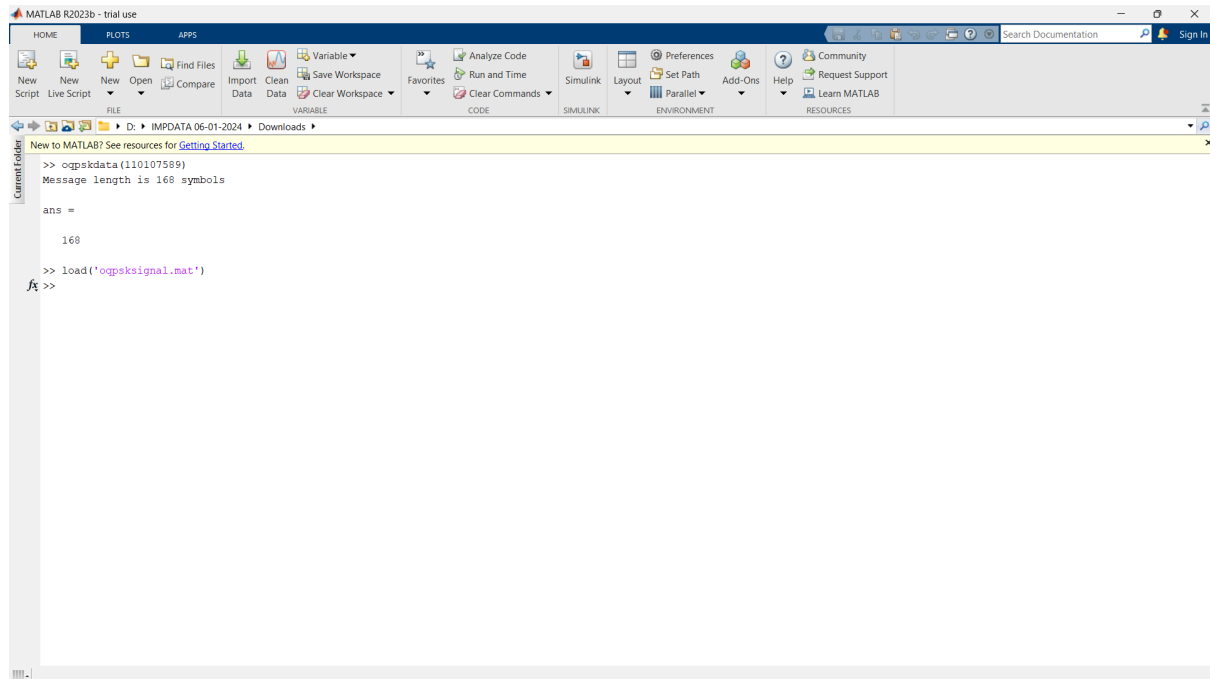 MATLAB R2023b - trial use
HOME PLOTS APPS
Search Documentation
Sign In
New Script
New Live Script
New
Open
Find Files
Compare
FILE
Import Data
Clean Data
Variable
Save Workspace
Clear Workspace
VARIABLE
Favorites
Analyze Code
Run and Time
Clear Commands
CODE
Simulink
SIMULINK
Layout
Preferences
Set Path
Parallel
Add-Ons
ENVIRONMENT
Help
Community
Request Support
Learn MATLAB
RESOURCES
D: IMPDATA 06-01-2024 Downloads
Current Folder
New to MATLAB? See resources for Getting Started.
>> oqpskdata(110107589)
Message length is 168 symbols
ans =
168
>> load('oqpsksignal.mat')
fx >>